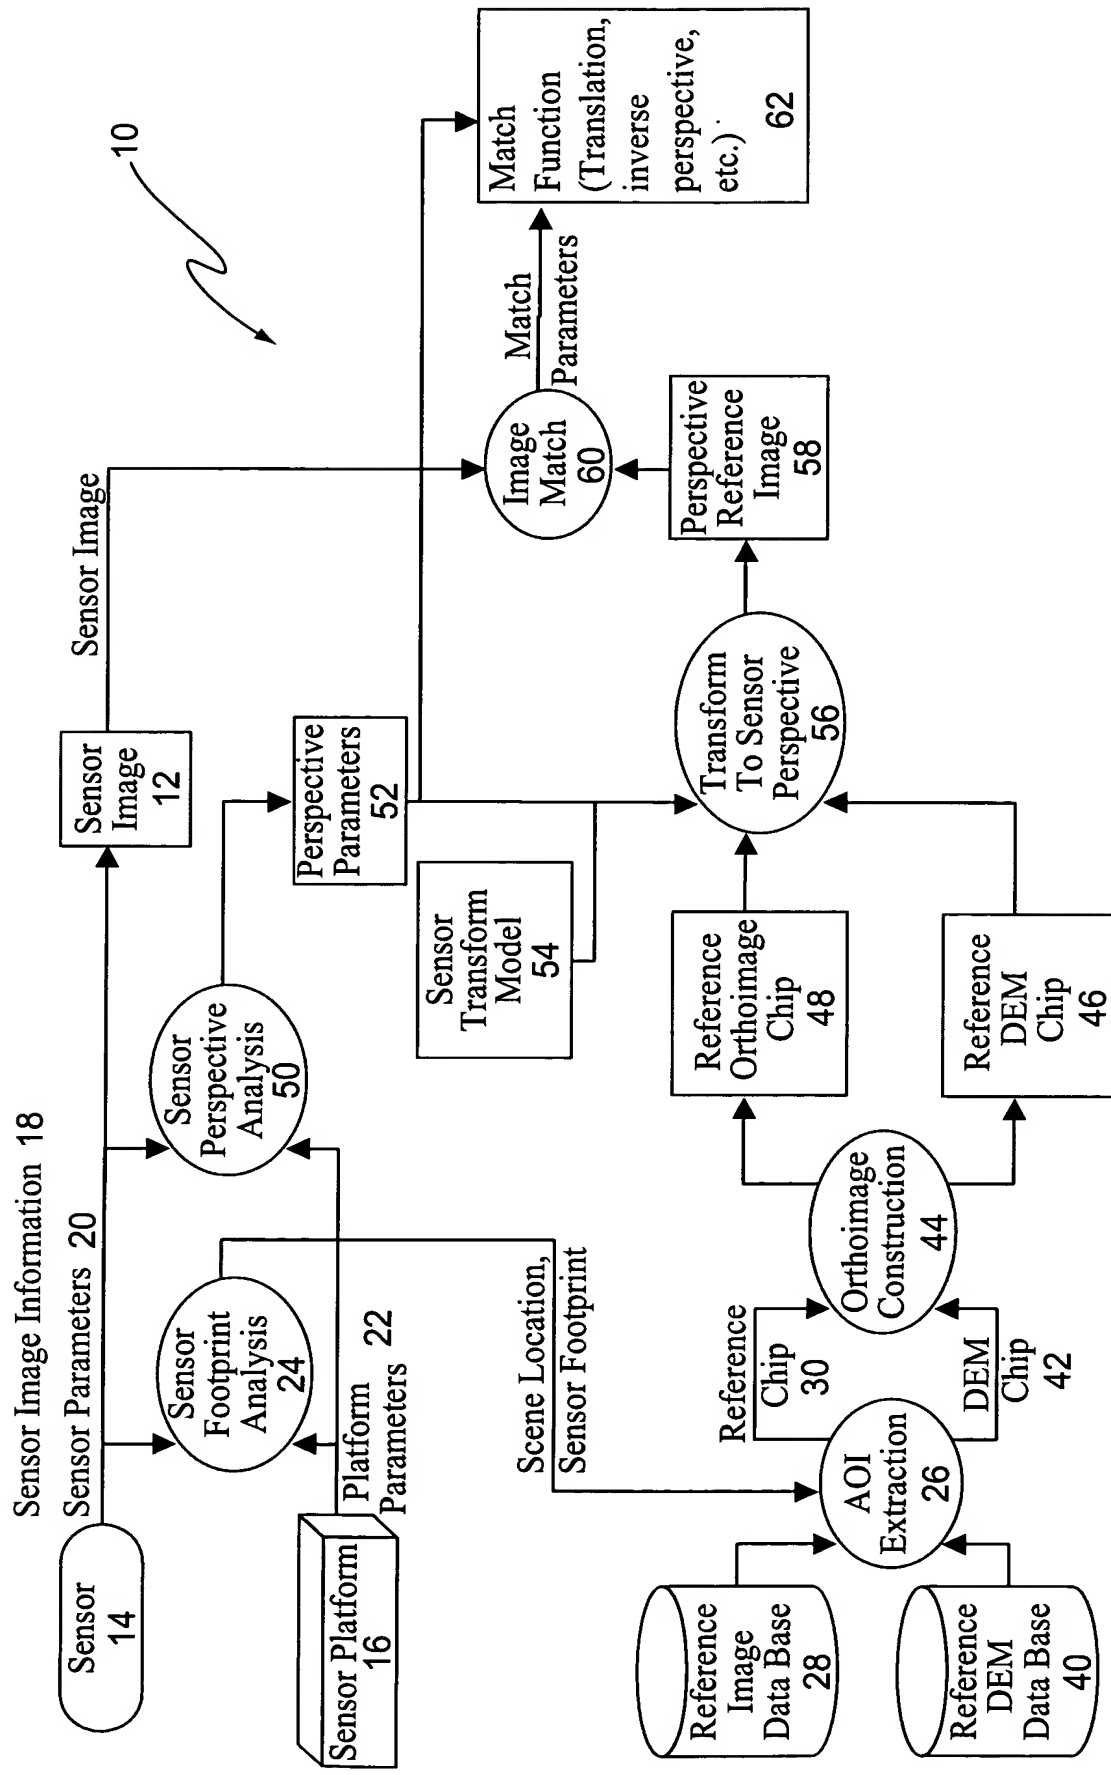 10
Sensor Image Information 18
Sensor Parameters 20
Sensor
14
Sensor
Image
12
Sensor Image
Sensor
Footprint
Analysis
24
Sensor
Perspective
Analysis
50
Sensor Platform
16
Platform
Parameters 22
Perspective
Parameters
52
Sensor
Transform
Model
54
Match
Function
(Translation,
inverse
perspective,
etc.)
62
Image
Match
60
Match
Parameters
Scene Location,
Sensor Footprint
Reference
Image
Data Base
28
Reference
DEM
Data Base
40
AOI
Extraction
26
Reference
Chip
30
DEM
Chip
42
Orthoimage
Construction
44
Reference
Orthoimage
Chip
48
Reference
DEM
Chip
46
Transform
To Sensor
Perspective
56
Perspective
Reference
Image
58